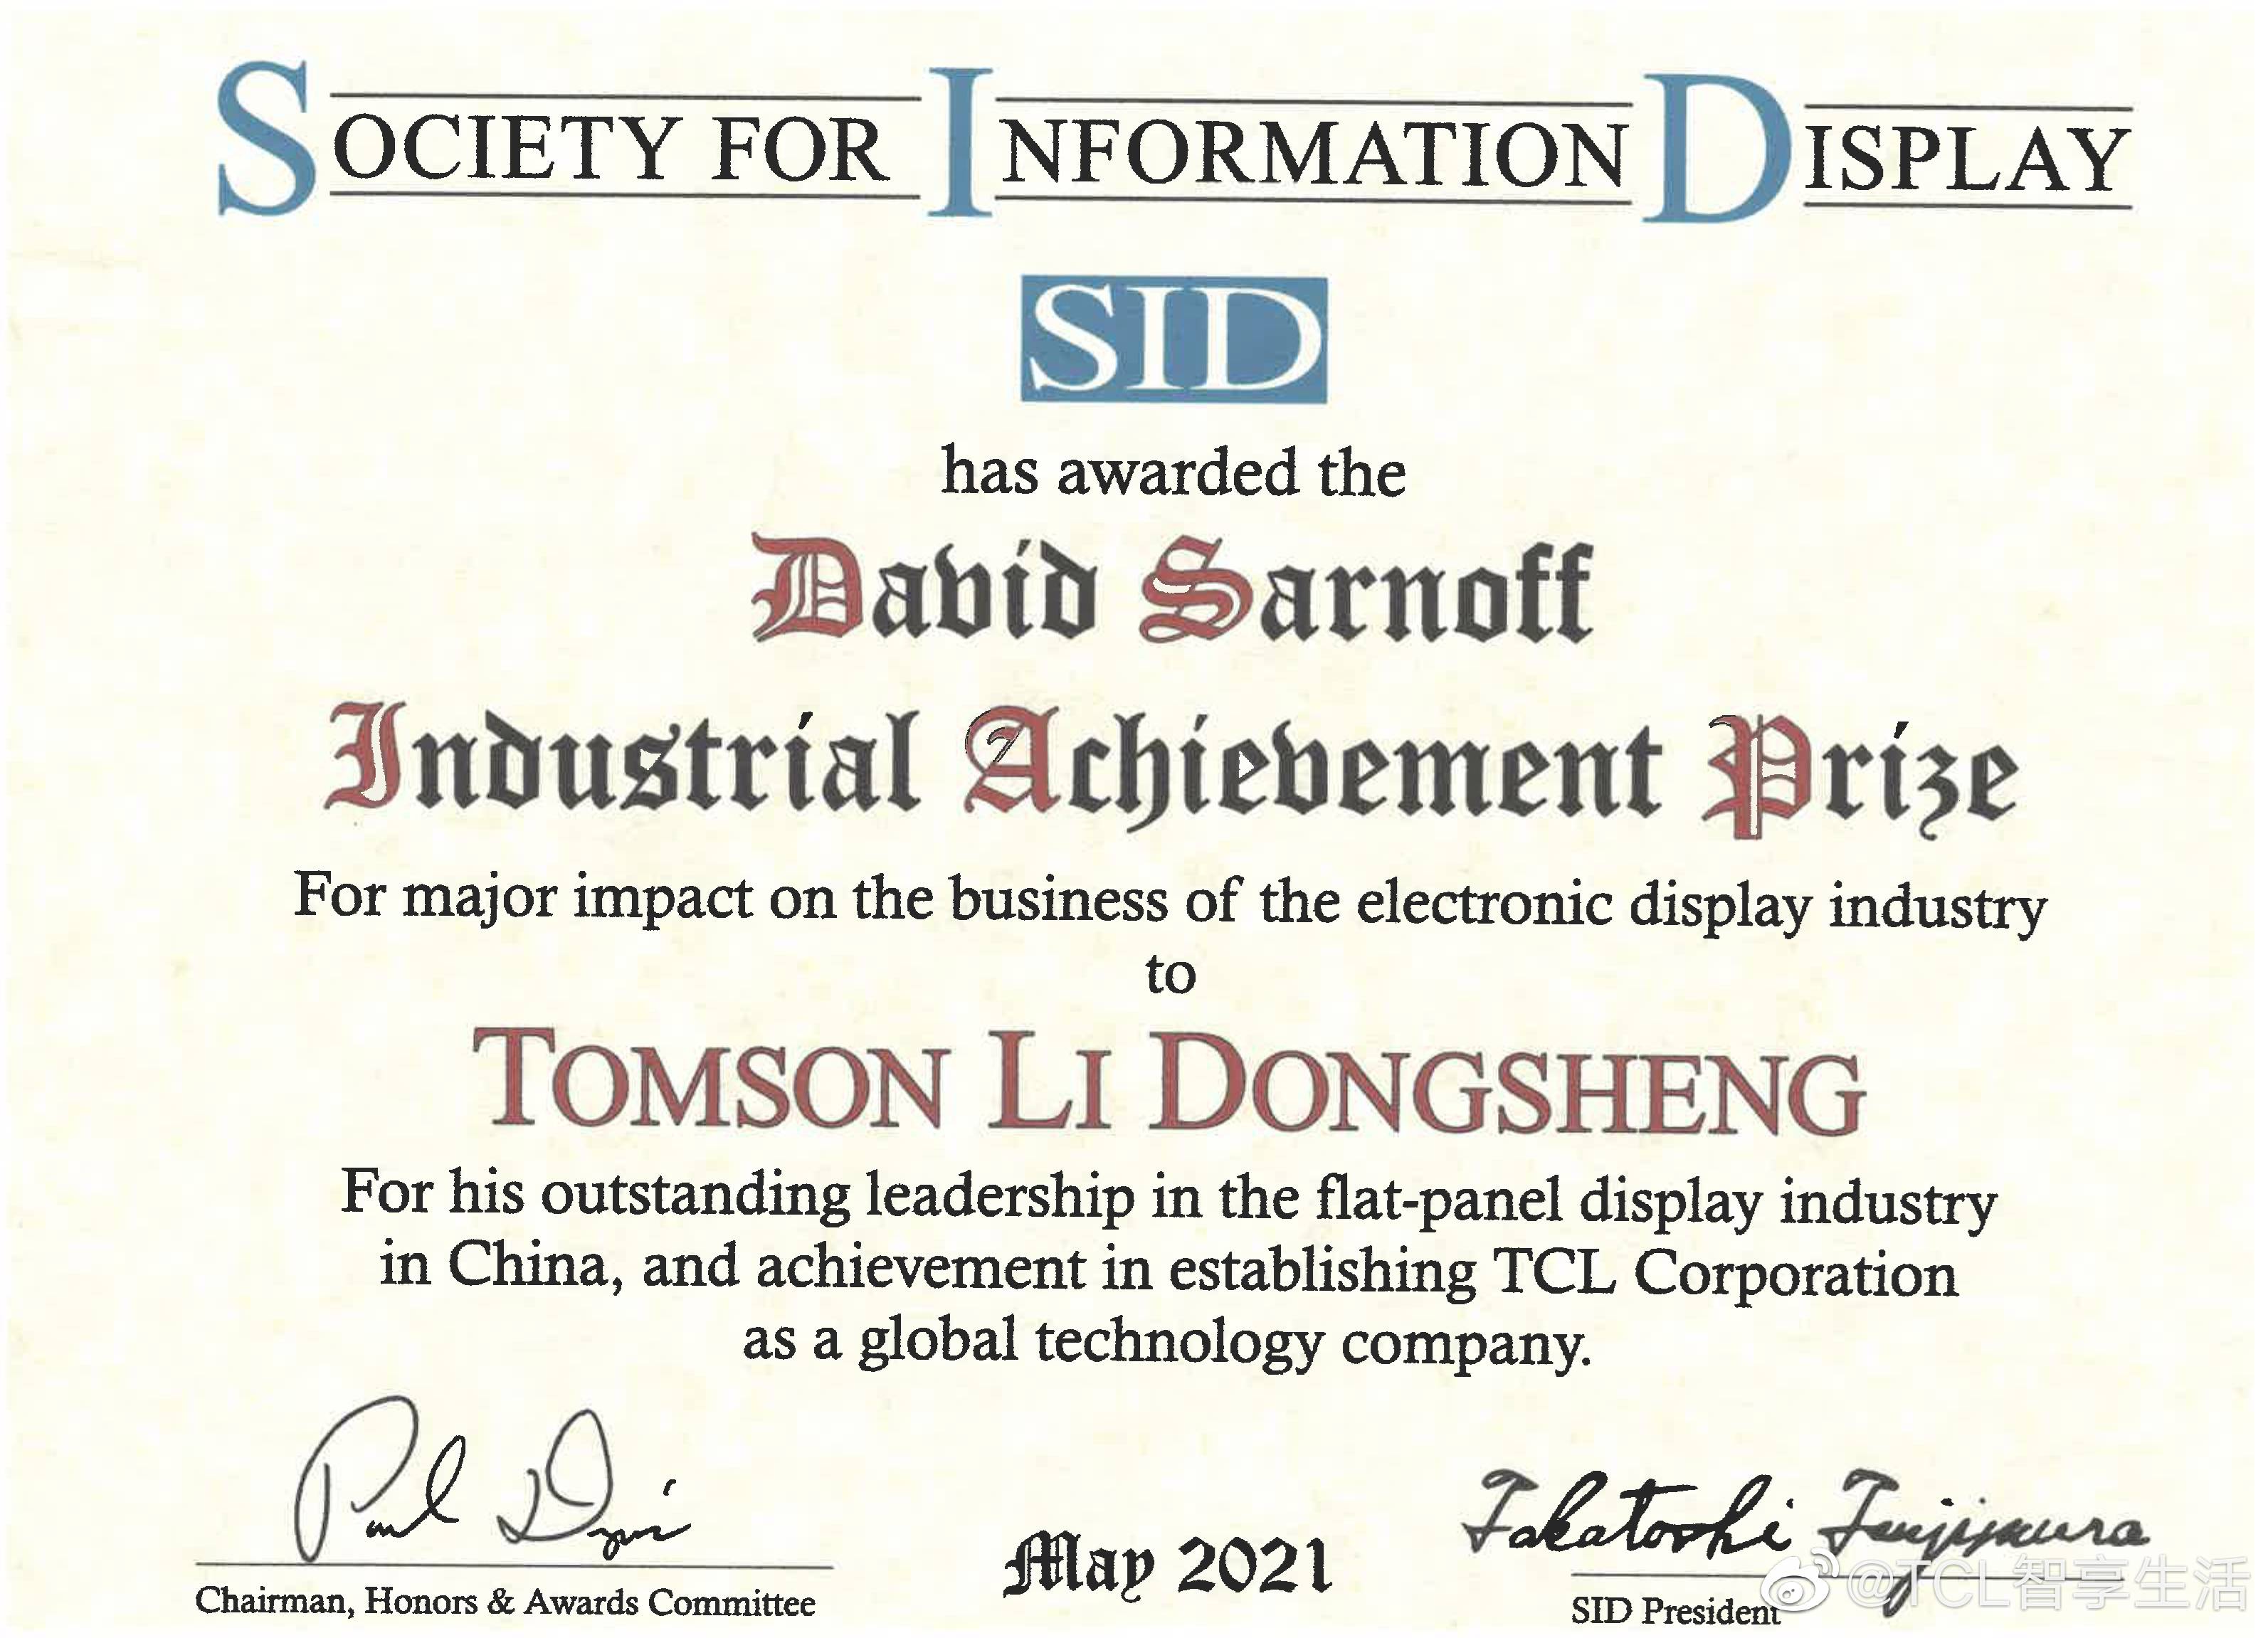 SOCIETY FOR INFORMATION DISPLAY
SID
has awarded the
David Sarnoff
Industrial Achievement Prize
For major impact on the business of the electronic display industry
to
TOMSON LI DONGSHENG
For his outstanding leadership in the flat-panel display industry
in China, and achievement in establishing TCL Corporation
as a global technology company.
Paul
Takatoshi Fujimura
May 2021
Chairman, Honors & Awards Committee
SID President
@TCL智享生活